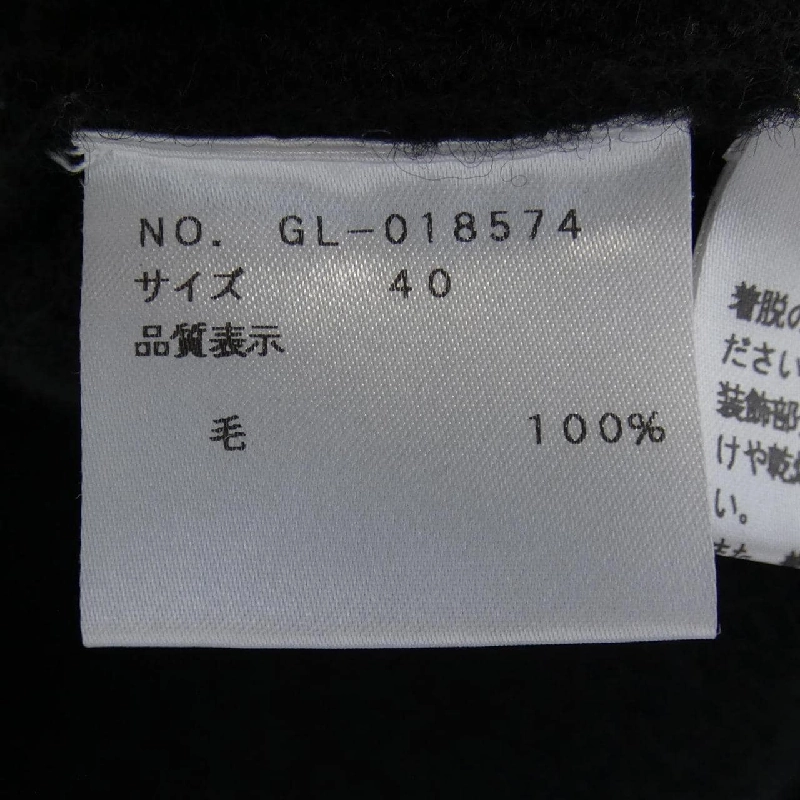 NO. GL-018574
サイズ 40
品質表示
毛 100%
着脱の
ださい
装飾部
けや乾
い。